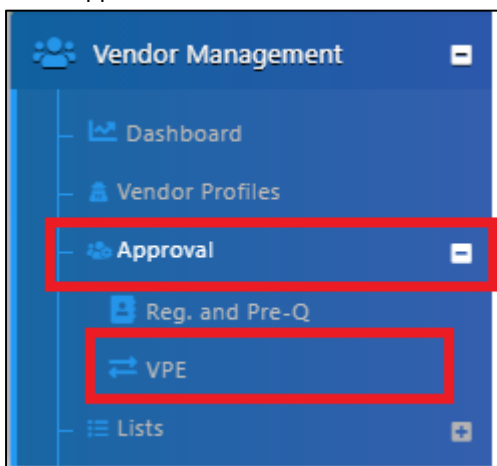 Vendor Management
Dashboard
Vendor Profiles
Approval
Reg. and Pre-Q
VPE
Lists